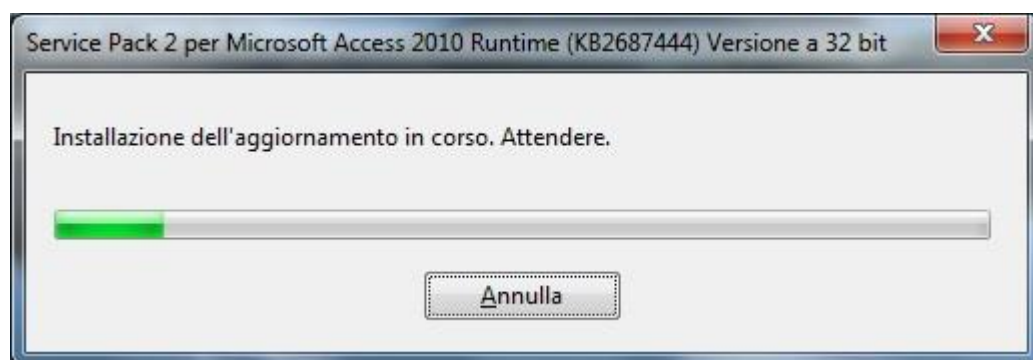 Service Pack 2 per Microsoft Access 2010 Runtime (KB2687444) Versione a 32 bit
Installazione dell'aggiornamento in corso. Attendere.
Annulla